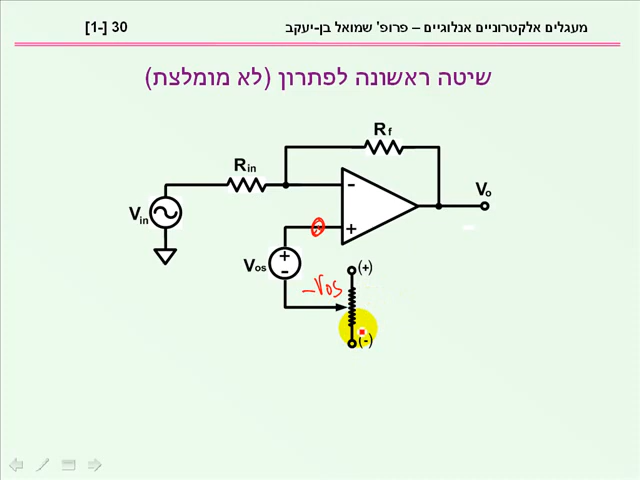 מעגלים אלקטרוניים אנלוגיים – פרופ' שמואל בן-יעקב
30 [-1]
שיטה ראשונה לפתרון (לא מומלצת)
Rf
Rin
-
Vo
Vin
+
Vos
+
-
(+)
-Vos
(-)